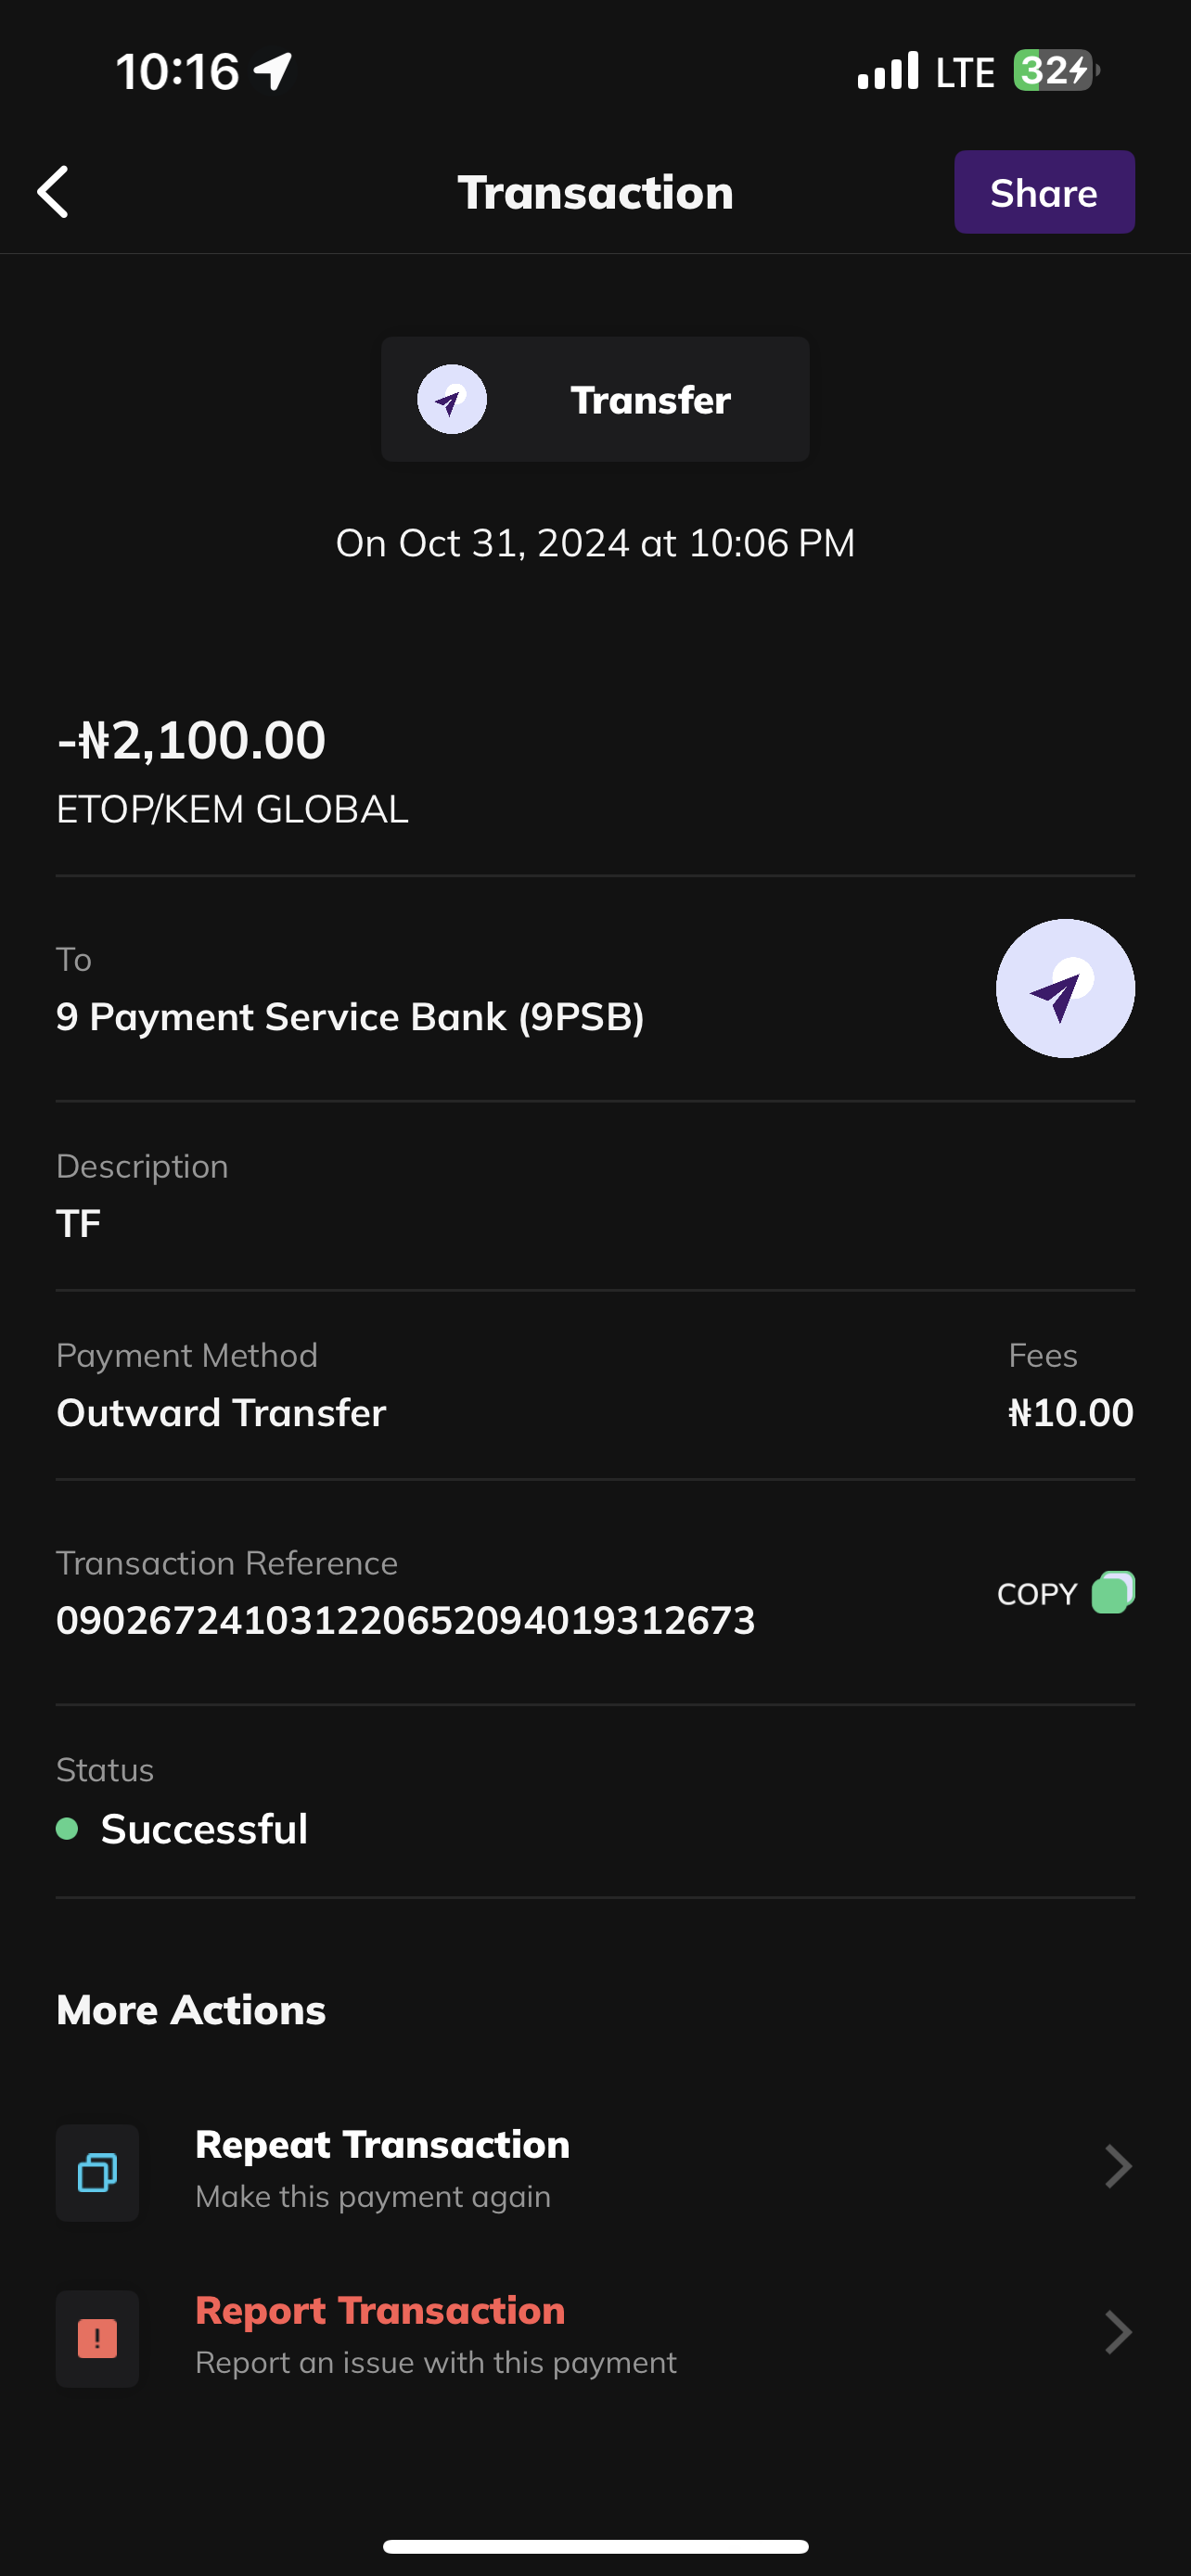 10:16
LTE
32
Transaction
Share
Transfer
On Oct 31, 2024 at 10:06 PM
-₦2,100.00
ETOP/KEM GLOBAL
To
9 Payment Service Bank (9PSB)
Description
TF
Payment Method
Fees
Outward Transfer
₦10.00
Transaction Reference
COPY
090267241031220652094019312673
Status
Successful
More Actions
Repeat Transaction
Make this payment again
Report Transaction
Report an issue with this payment